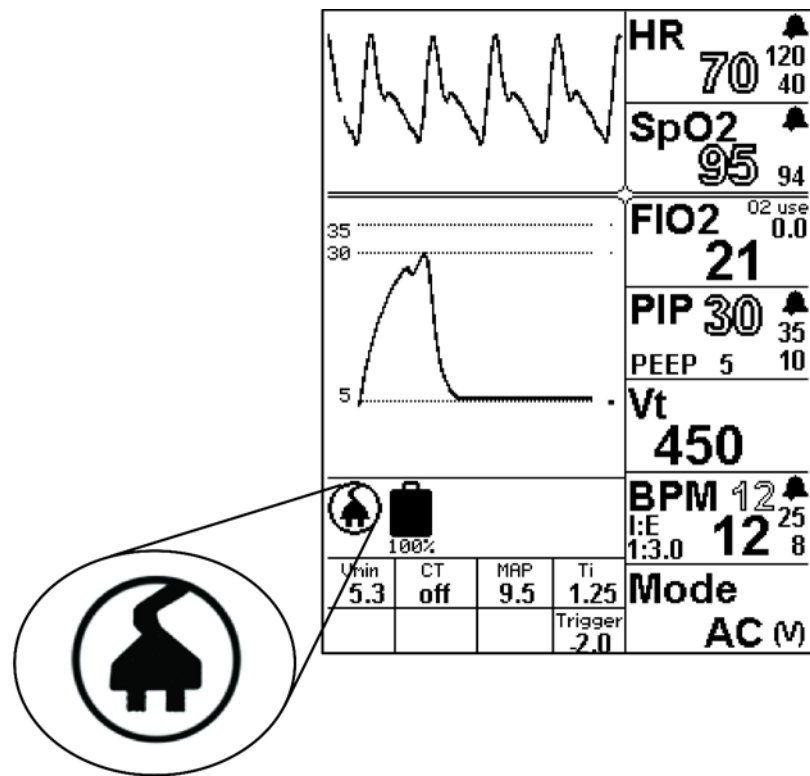 HR
70
120
40
SpO2
95
94
35
30
5
FIO2
O2 use
0.0
21
PIP 30
35
10
PEEP 5
Vt
450
100%
BPM 12
25
I:E
1:3.0
12
8
Vmin
5.3
CT
off
MAP
9.5
Ti
1.25
Trigger
-2.0
Mode
AC (V)